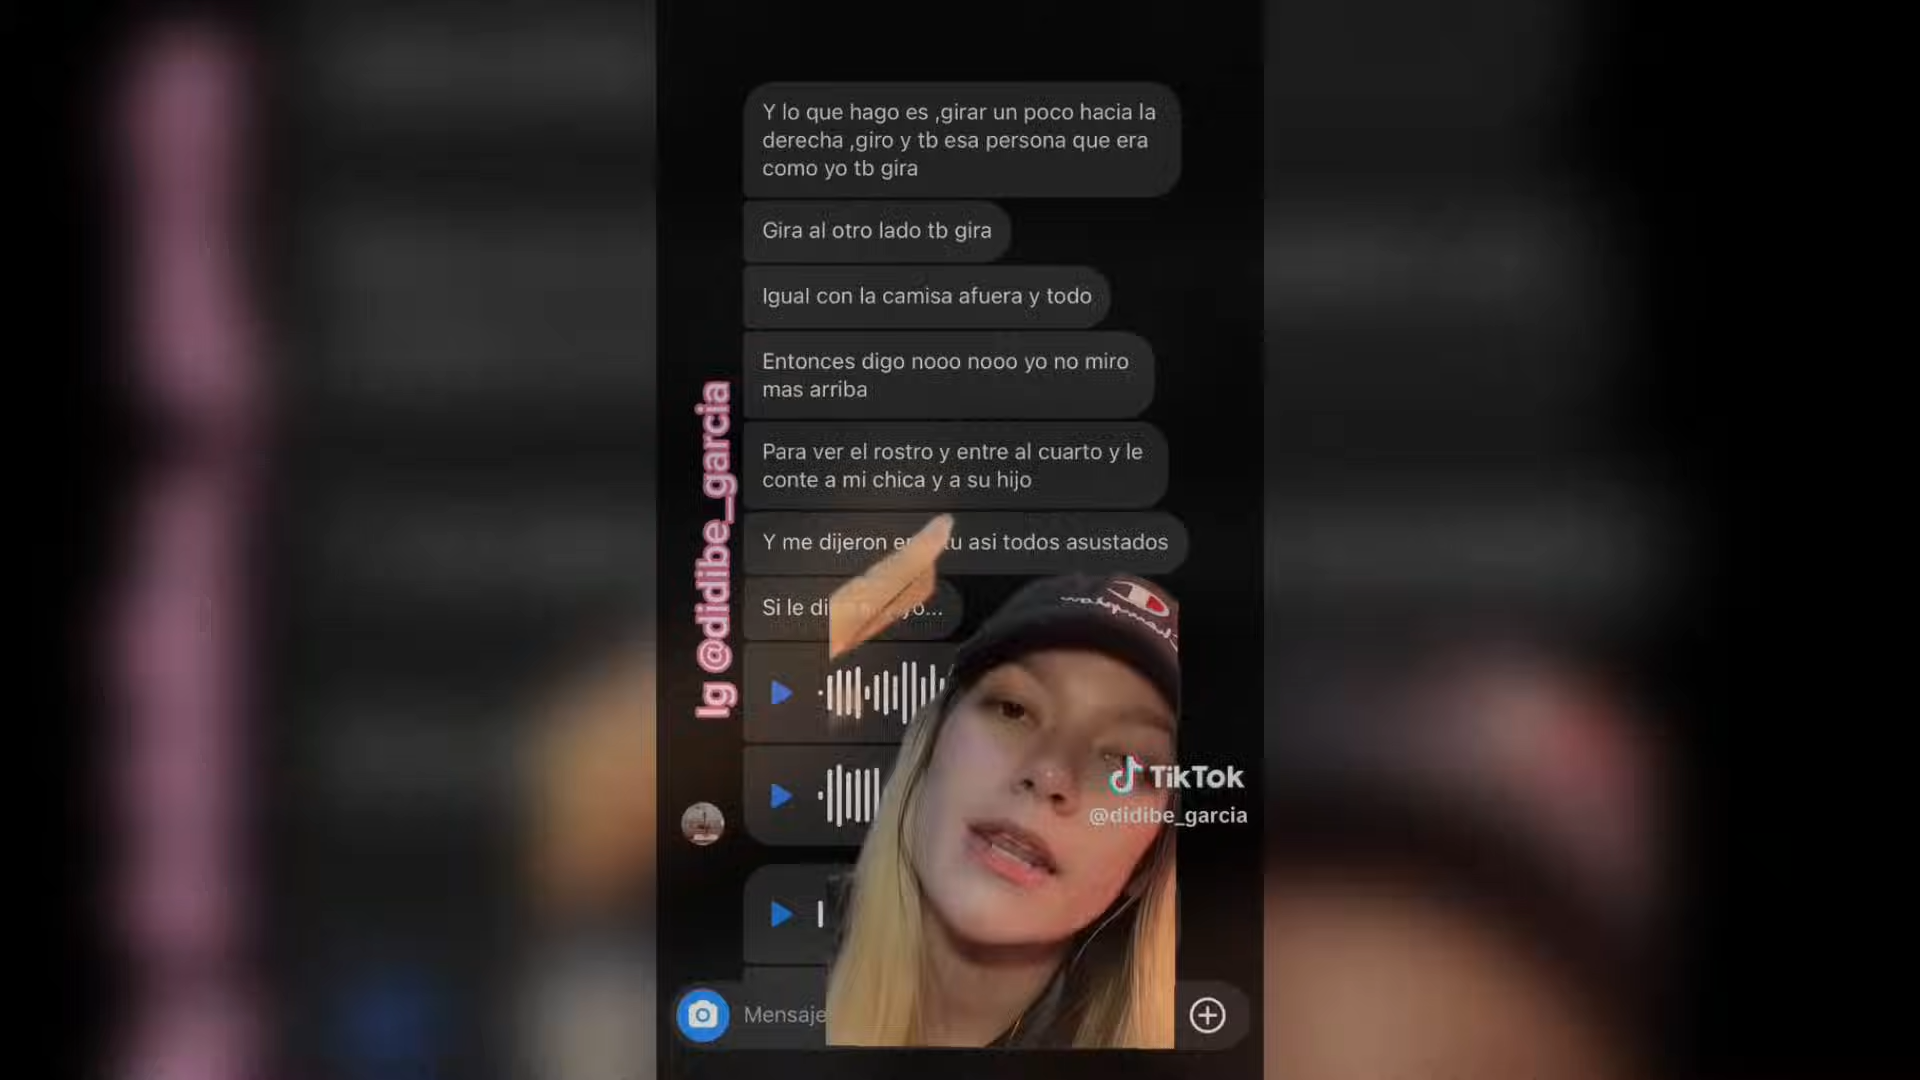 Y lo que hago es ,girar un poco hacia la
derecha ,giro y tb esa persona que era
como yo tb gira
Gira al otro lado tb gira
Igual con la camisa afuera y todo
Entonces digo nooo nooo yo no miro
mas arriba
Para ver el rostro y entre al cuarto y le
conte a mi chica y a su hijo
Y me dijeron tu asi todos asustados
Si le yo...
Ig @didibe_garcia
TikTok
@didibe_garcia
Mensaje